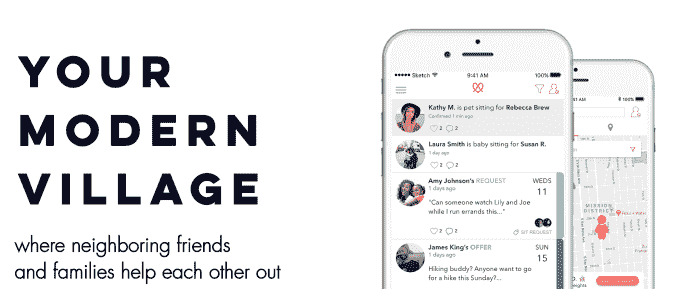 YOUR
MODERN
VILLAGE
where neighboring friends
and families help each other out
Sketch 9:41 AM 100%
Kathy M. is pet sitting for Rebecca Brew
Confirmed 1 min ago
2 2
Laura Smith is baby sitting for Susan R.
1 day ago
2 2
Amy Johnson's REQUEST WEDS
1 days ago 11
"Can someone watch Lily and Joe
while I run errands this..."
2 2 SIT REQUEST
James King's OFFER SUN
1 days ago 15
Hiking buddy? Anyone want to
go for a hike this Sunday?...
9:41 AM 100%
MISSION
DISTRICT